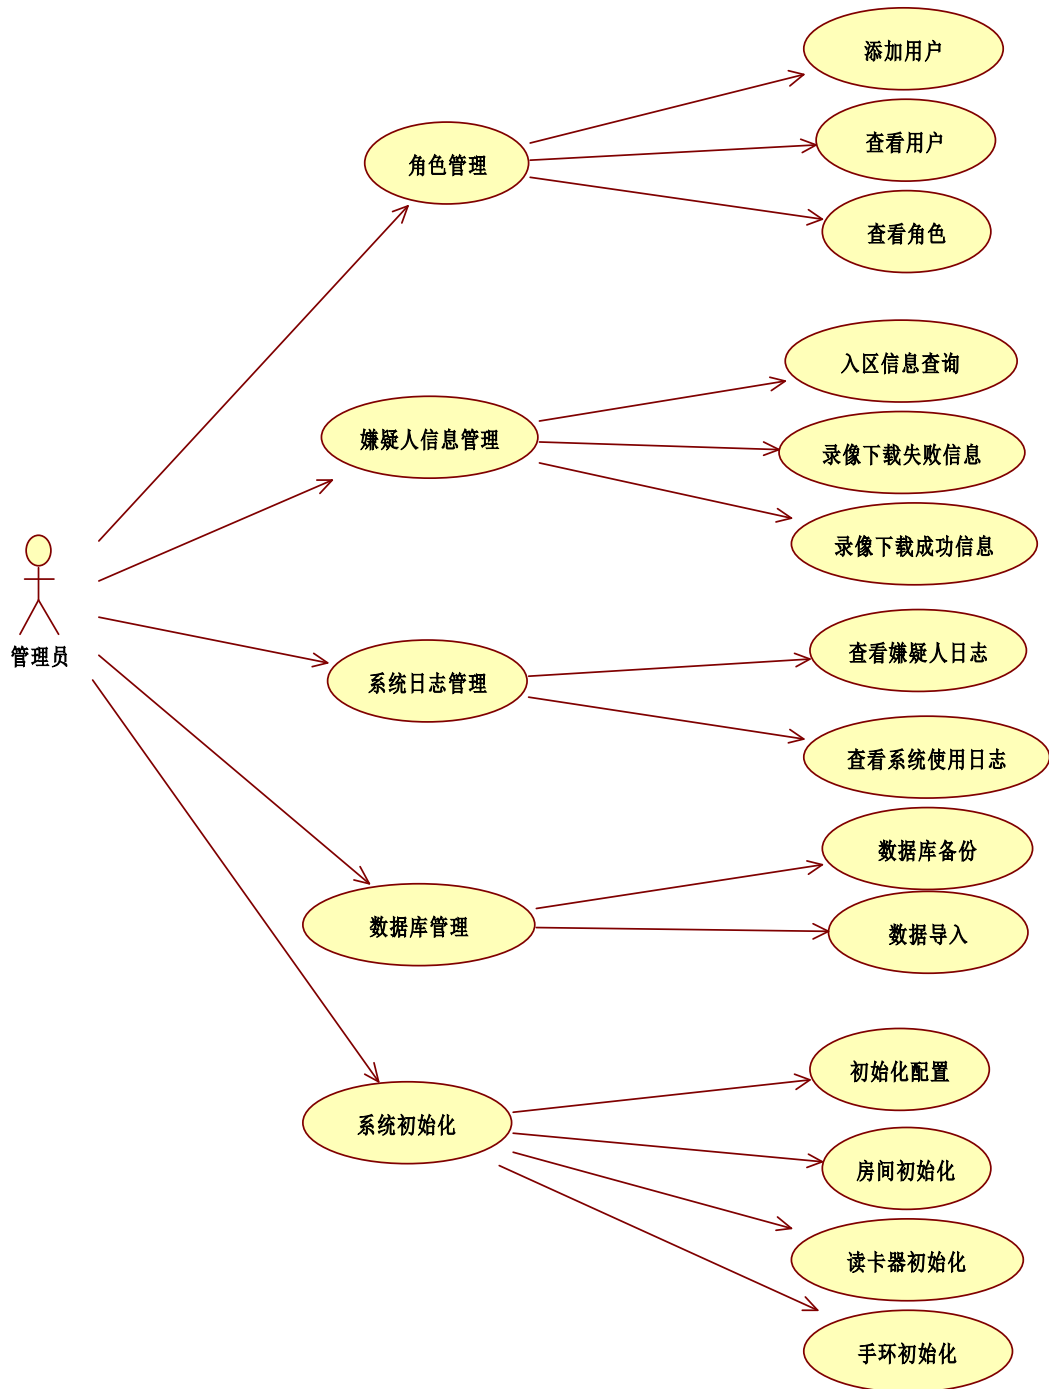 添加用户
查看用户
角色管理
查看角色
入区信息查询
嫌疑人信息管理
录像下载失败信息
录像下载成功信息
管理员
查看嫌疑人日志
系统日志管理
查看系统使用日志
数据库备份
数据库管理
数据导入
初始化配置
系统初始化
房间初始化
读卡器初始化
手环初始化